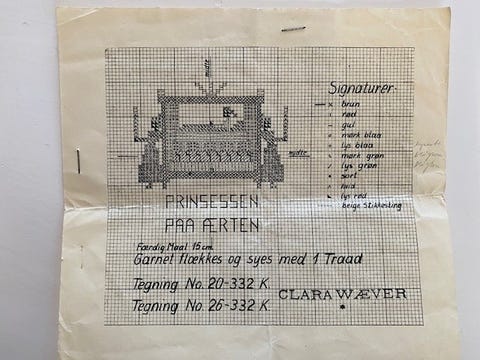 midte
Signaturer:
brun
rød
gul
mørk blaa
lys blaa
mørk grøn
lys grøn
sort
hvid
lys rød
beige Stikkesting
midte
PRINSESSEN
PAA ÆRTEN
Færdig Maal 15 cm.
Garnet flækkes og syes med 1 Traad
Tegning No. 20-332 K.
Tegning No. 26-332 K.
CLARA WÆVER